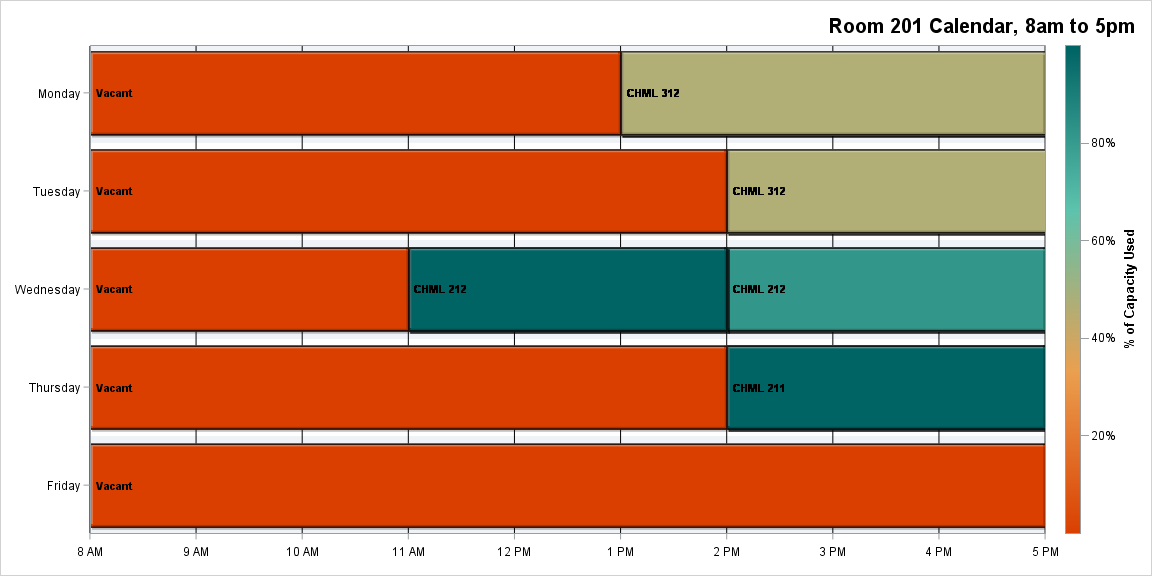 Room 201 Calendar, 8am to 5pm
Monday
Vacant
CHML 312
Tuesday
Vacant
CHML 312
Wednesday
Vacant
CHML 212
CHML 212
Thursday
Vacant
CHML 211
Friday
Vacant
8 AM
9 AM
10 AM
11 AM
12 PM
1 PM
2 PM
3 PM
4 PM
5 PM
80%
60%
40%
20%
% of Capacity Used